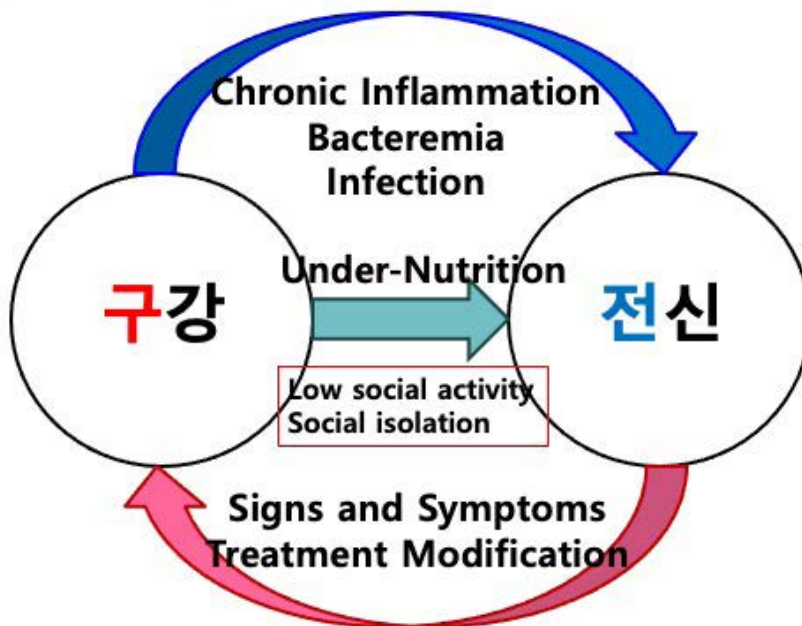 Chronic Inflammation
Bacteremia
Infection
Under-Nutrition
구강
전신
Low social activity
Social isolation
Signs and Symptoms
Treatment Modification